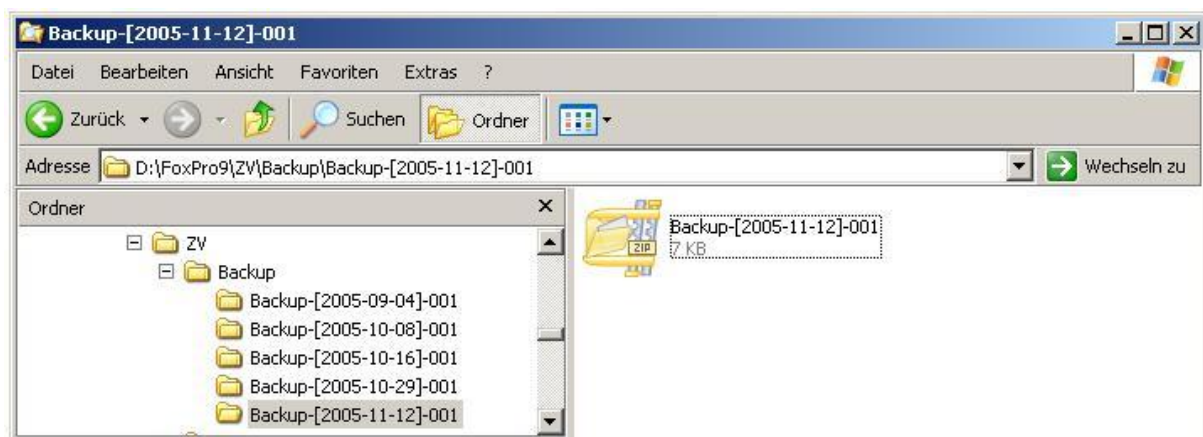 Backup-[2005-11-12]-001
Datei Bearbeiten Ansicht Favoriten Extras ?
Zurück Suchen Ordner
Adresse D:\FoxPro9\ZV\Backup\Backup-[2005-11-12]-001 Wechseln zu
Ordner
ZV
Backup
Backup-[2005-09-04]-001
Backup-[2005-10-08]-001
Backup-[2005-10-16]-001
Backup-[2005-10-29]-001
Backup-[2005-11-12]-001
ZIP
Backup-[2005-11-12]-001
7 KB